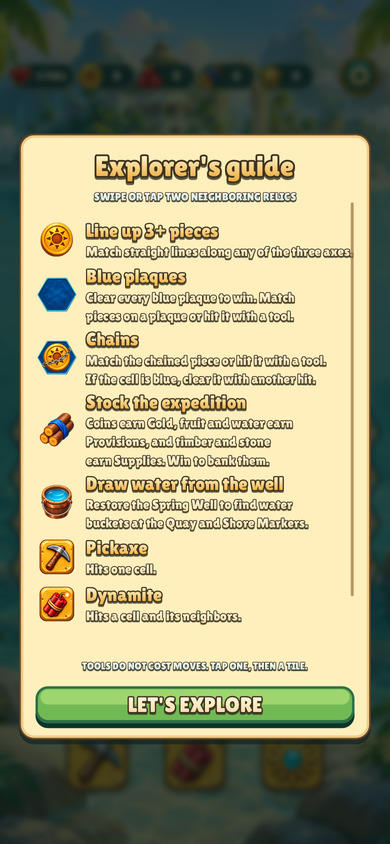 Explorer's guide
SWIPE OR TAP TWO NEIGHBORING RELICS
Line up 3+ pieces
Match straight lines along any of the three axes.
Blue plaques
Clear every blue plaque to win. Match
pieces on a plaque or hit it with a tool.
Chains
Match the chained piece or hit it with a tool.
If the cell is blue, clear it with another hit.
Stock the expedition
Coins earn Gold, fruit and water earn
Provisions, and timber and stone
earn Supplies. Win to bank them.
Draw water from the well
Restore the Spring Well to find water
buckets at the Quay and Shore Markers.
Pickaxe
Hits one cell.
Dynamite
Hits a cell and its neighbors.
TOOLS DO NOT COST MOVES. TAP ONE, THEN A TILE.
LET'S EXPLORE